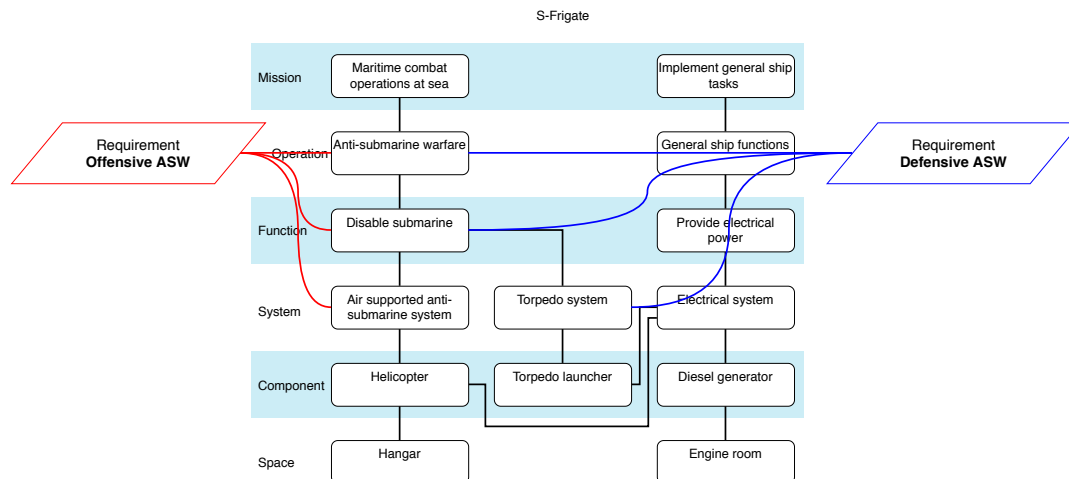 S-Frigate
Mission
Maritime combat
operations at sea
Implement general ship
tasks
Requirement
Offensive ASW
Operation
Anti-submarine warfare
General ship functions
Requirement
Defensive ASW
Function
Disable submarine
Provide electrical
power
System
Air supported anti-
submarine system
Torpedo system
Electrical system
Component
Helicopter
Torpedo launcher
Diesel generator
Space
Hangar
Engine room